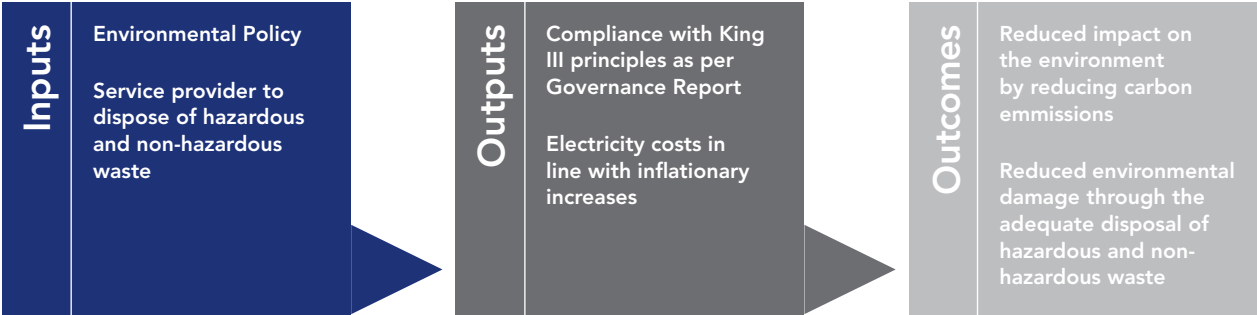 Inputs
Environmental Policy
Service provider to
dispose of hazardous
and non-hazardous
waste
Outputs
Compliance with King
III principles as per
Governance Report
Electricity costs in
line with inflationary
increases
Outcomes
Reduced impact on
the environment
by reducing carbon
emmissions
Reduced environmental
damage through the
adequate disposal of
hazardous and non-
hazardous waste